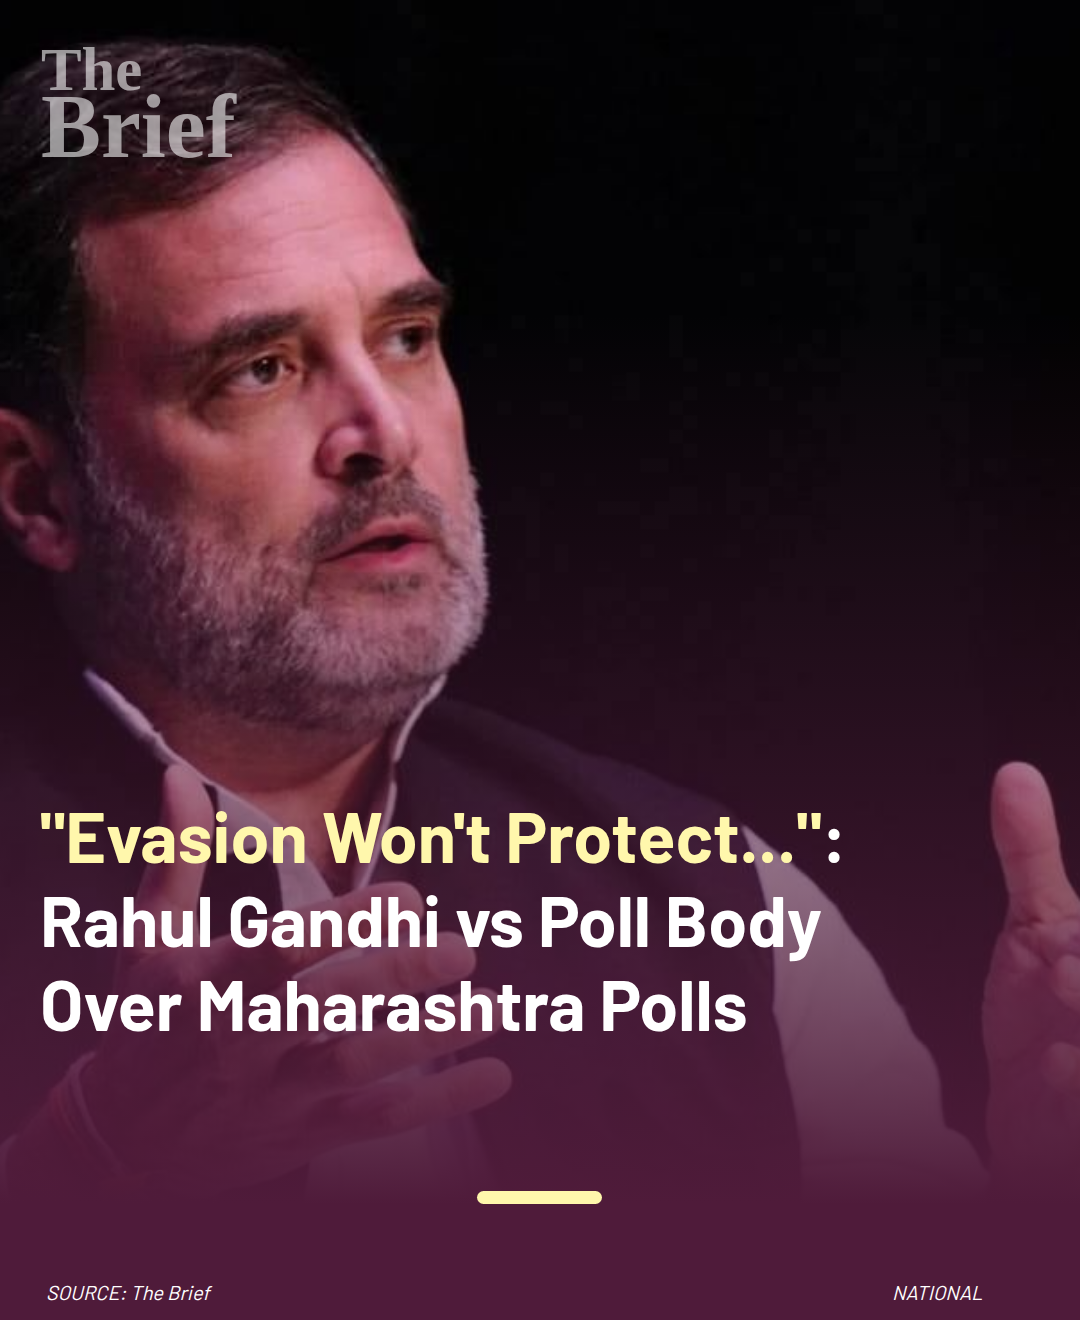 The
Brief
"Evasion Won't Protect...":
Rahul Gandhi vs Poll Body
Over Maharashtra Polls
SOURCE: The Brief
NATIONAL